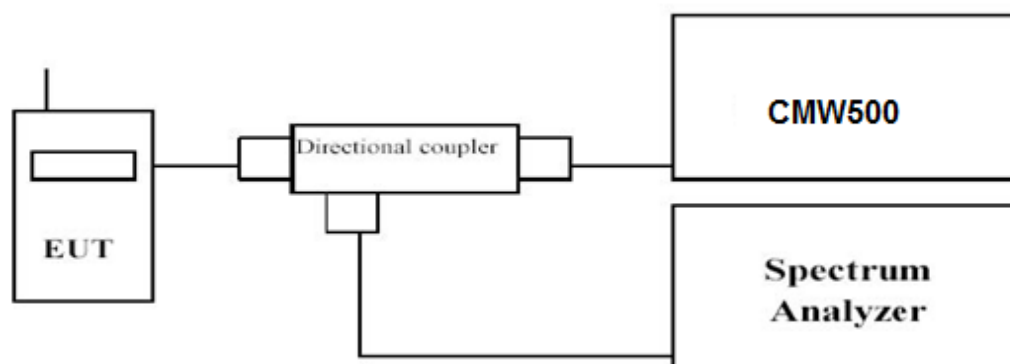 CMW500
Directional coupler
EUT
Spectrum
Analyzer